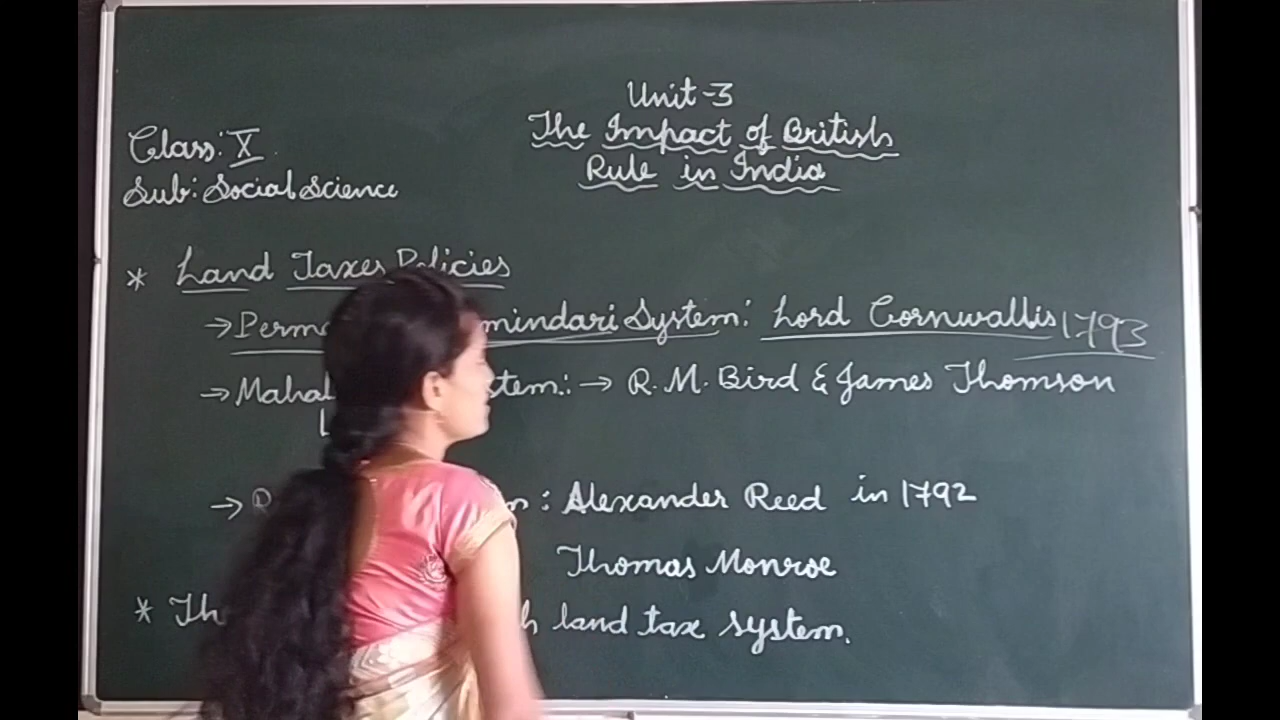 Unit-3
The Impact of British
Rule in India
Class: X
Sub: Social Science
* Land Taxes Policies
→ Perma mindari System: Lord Cornwallis 1793
→ Mahal stem: → R. M. Bird & James Thomson
→ : Alexander Reed in 1792
Thomas Monroe
* Th land tax system.